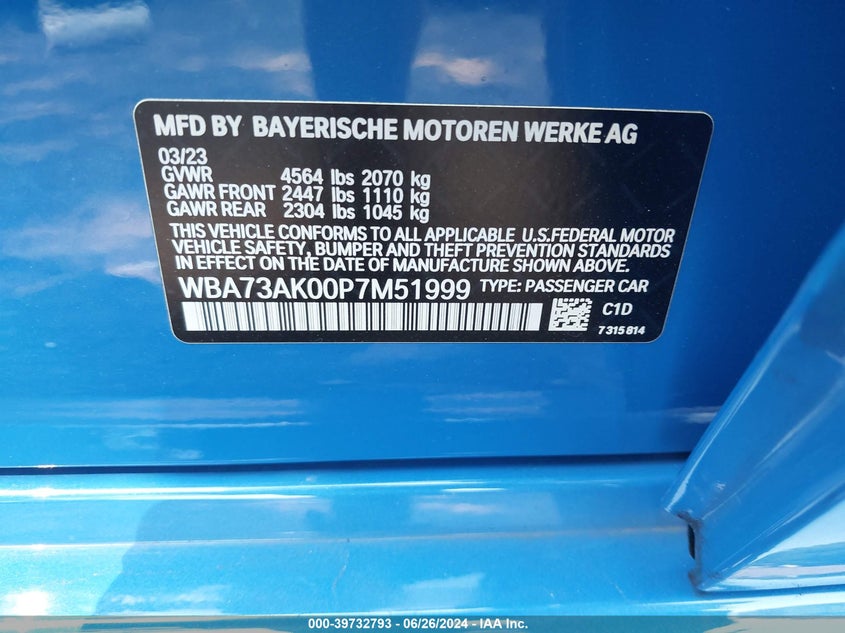 MFD BY BAYERISCHE MOTOREN WERKE AG
03/23
GVWR 4564 lbs 2070 kg
GAWR FRONT 2447 lbs 1110 kg
GAWR REAR 2304 lbs 1045 kg
THIS VEHICLE CONFORMS TO ALL APPLICABLE U.S.FEDERAL MOTOR
VEHICLE SAFETY, BUMPER AND THEFT PREVENTION STANDARDS
IN EFFECT ON THE DATE OF MANUFACTURE SHOWN ABOVE.
WBA73AK00P7M51999 TYPE: PASSENGER CAR
C1D
7315814
000-39732793 - 06/26/2024 - IAA Inc.